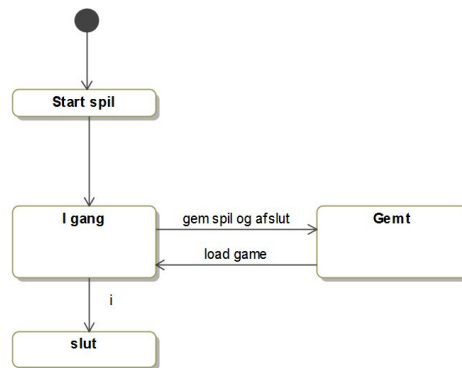 Start spil
I gang
gem spil og afslut
Gemt
load game
i
slut